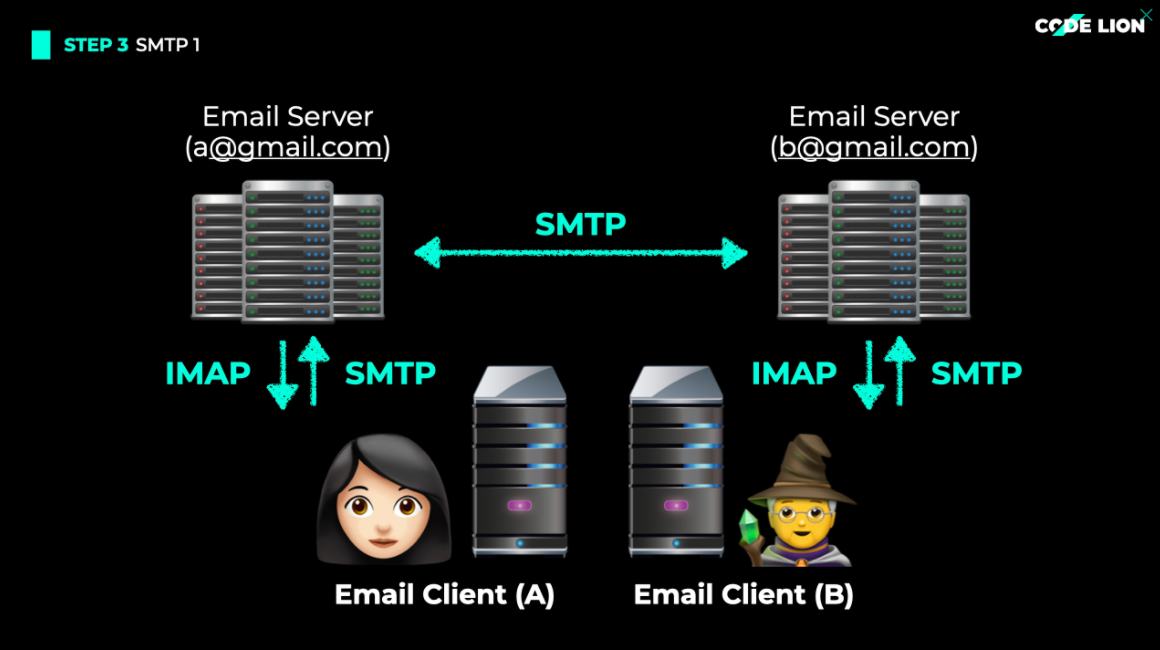 STEP 3 SMTP 1
CODE LION
Email Server
(a@gmail.com)
Email Server
(b@gmail.com)
SMTP
IMAP
SMTP
IMAP
SMTP
Email Client (A)
Email Client (B)